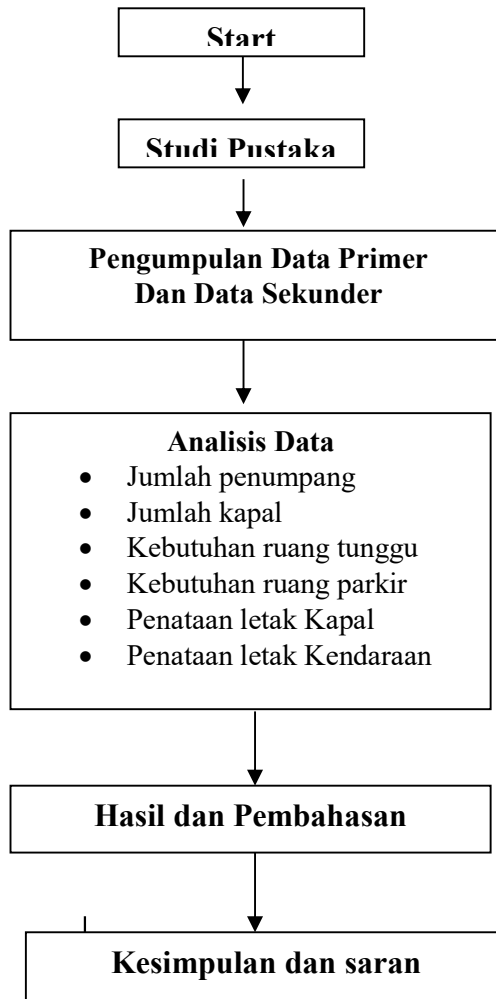 Start
Studi Pustaka
Pengumpulan Data Primer
Dan Data Sekunder
Analisis Data
• Jumlah penumpang
• Jumlah kapal
• Kebutuhan ruang tunggu
• Kebutuhan ruang parkir
• Penataan letak Kapal
• Penataan letak Kendaraan
Hasil dan Pembahasan
Kesimpulan dan saran